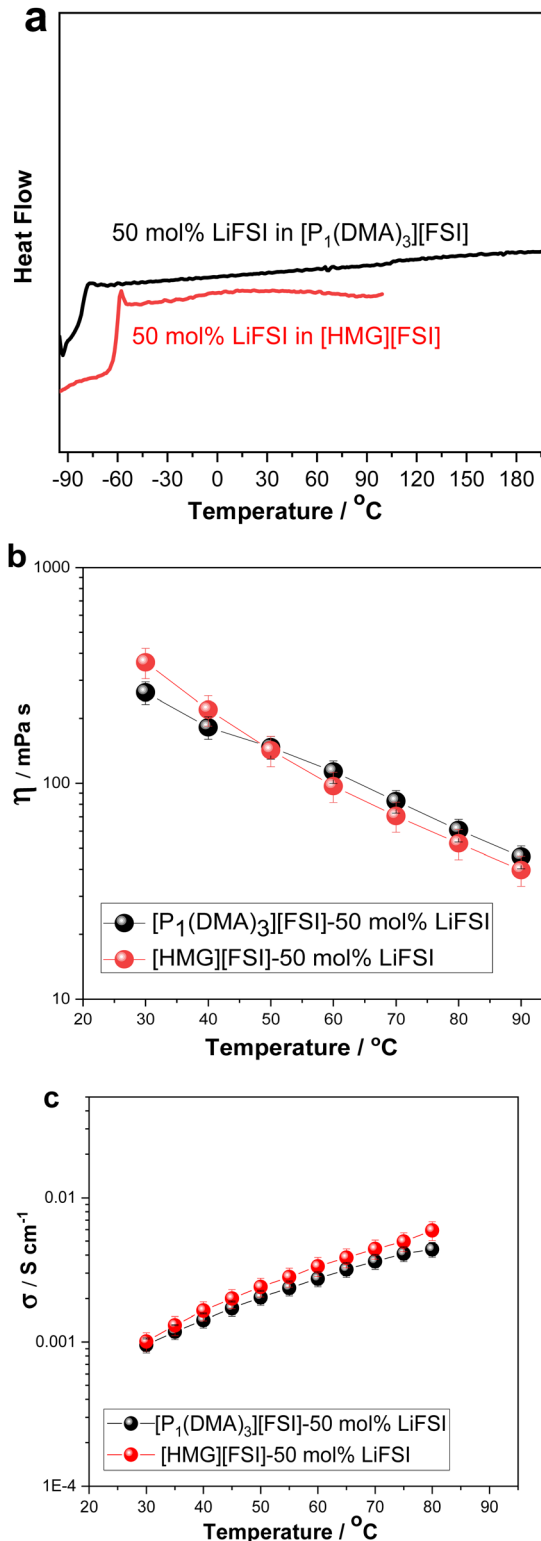 a
Heat Flow
50 mol% LiFSI in [P₁(DMA)₃][FSI]
50 mol% LiFSI in [HMG][FSI]
-90 -60 -30 0 30 60 90 120 150 180
Temperature / °C
b
1000
100
10
η / mPa s
[P₁(DMA)₃][FSI]-50 mol% LiFSI
[HMG][FSI]-50 mol% LiFSI
20 30 40 50 60 70 80 90
Temperature / °C
c
0.01
0.001
1E-4
σ / S cm⁻¹
[P₁(DMA)₃][FSI]-50 mol% LiFSI
[HMG][FSI]-50 mol% LiFSI
20 30 40 50 60 70 80 90
Temperature / °C